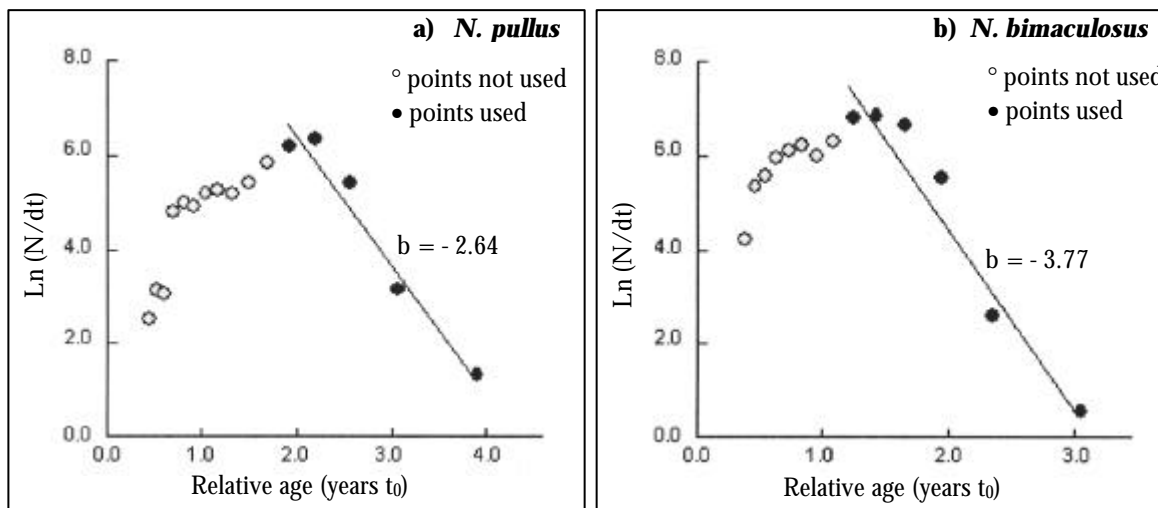 a) N. pullus
8.0
○ points not used
● points used
6.0
Ln (N/dt)
4.0
b = - 2.64
2.0
0.0
0.0 1.0 2.0 3.0 4.0
Relative age (years t₀)
b) N. bimaculosus
8.0
○ points not used
● points used
6.0
Ln (N/dt)
4.0
b = - 3.77
2.0
0.0
0.0 1.0 2.0 3.0
Relative age (years t₀)